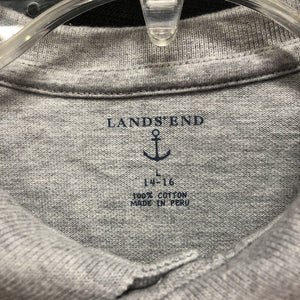 LANDS' END
L
14-16
100% COTTON
MADE IN PERU